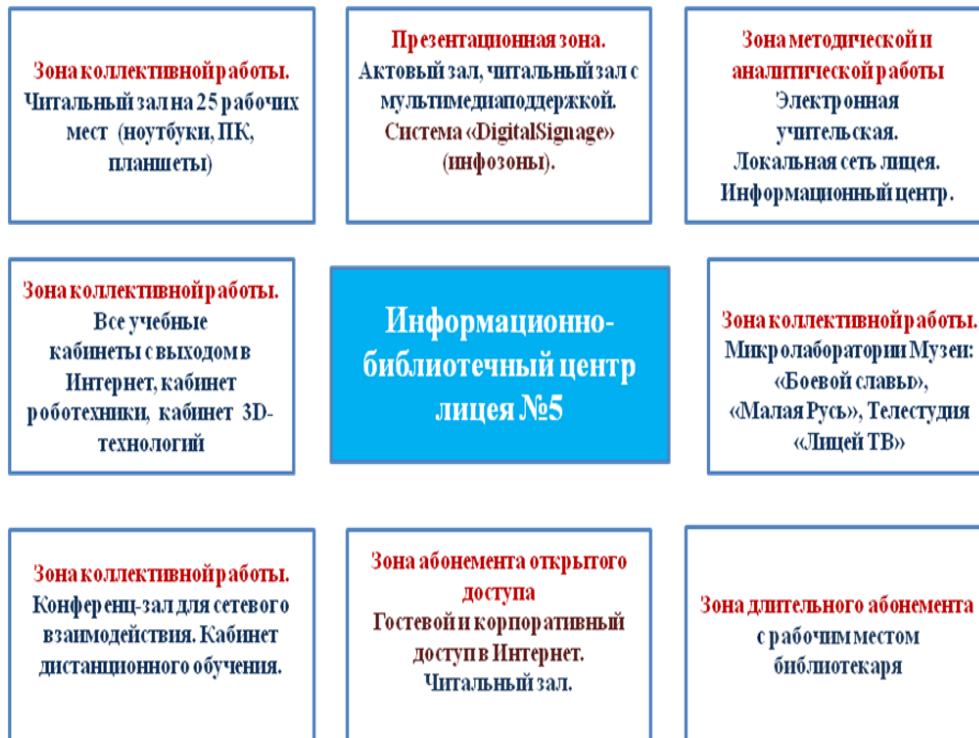 Зона коллективной работы.
Читальный зал на 25 рабочих
мест (ноутбуки, ПК,
планшеты)
Презентационная зона.
Актовый зал, читальный зал с
мультимедиаподдержкой.
Система «DigitalSignage»
(инфозоны).
Зона методической и
аналитической работы
Электронная
учительская.
Локальная сеть лицея.
Информационный центр.
Зона коллективной работы.
Все учебные
кабинеты с выходом в
Интернет, кабинет
роботехники, кабинет 3D-
технологий
Информационно-
библиотечный центр
лицея №5
Зона коллективной работы.
Микролаборатории Музеи:
«Боевой славы»,
«Малая Русь», Телестудия
«Лицей ТВ»
Зона коллективной работы.
Конференц-зал для сетевого
взаимодействия. Кабинет
дистанционного обучения.
Зона абонемента открытого
доступа
Гостевой и корпоративный
доступ в Интернет.
Читальный зал.
Зона длительного абонемента
с рабочим местом
библиотекаря